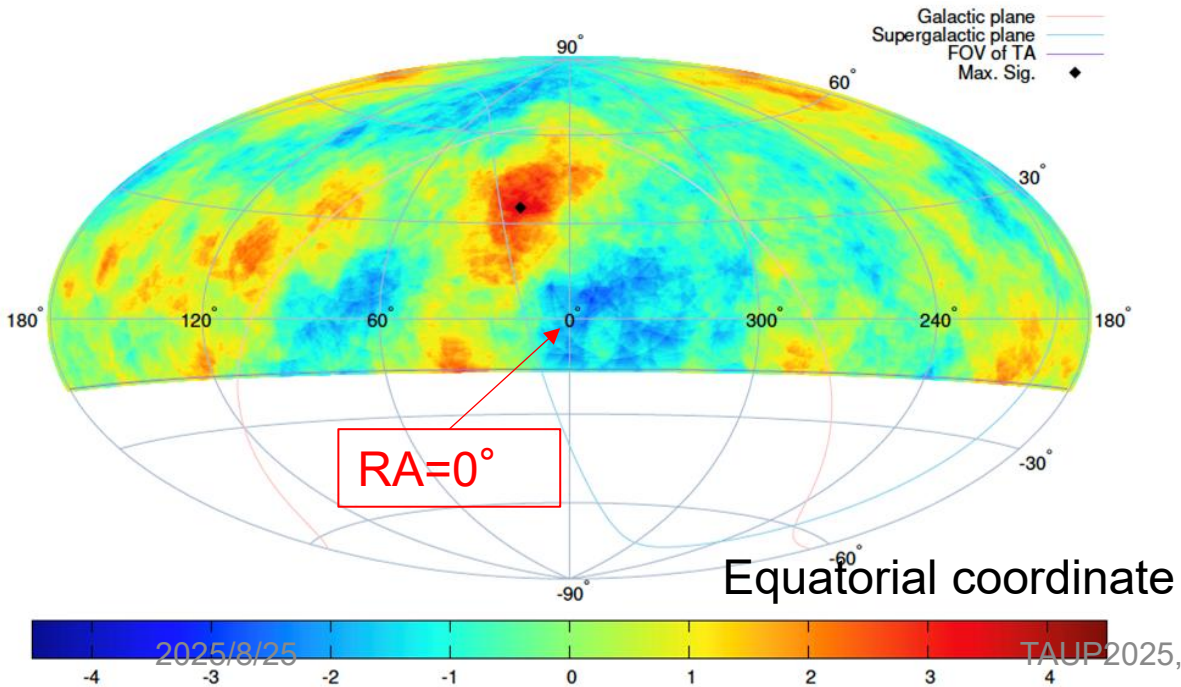 Galactic plane
Supergalactic plane
FOV of TA
Max. Sig.
90°
60°
30°
180° 120° 60° 0° 300° 240° 180°
RA=0°
-30°
-60°
-90°
Equatorial coordinate
2025/8/25
TAUP2025,
-4 -3 -2 -1 0 1 2 3 4